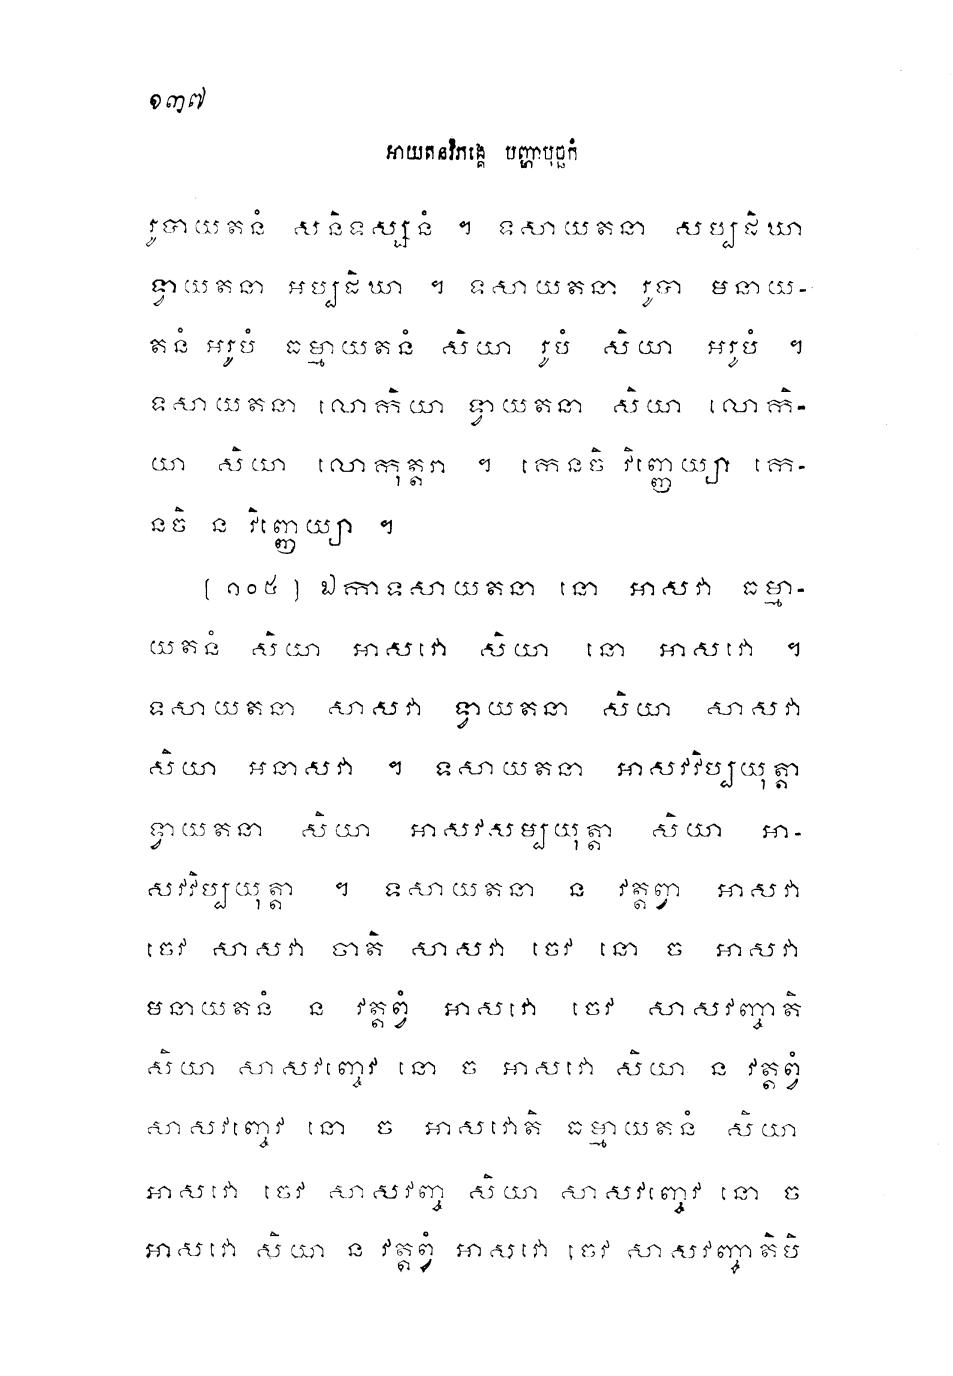 ១៣៧
អាយតនវិភង្គេ បញ្ហាបុច្ឆកំ
រូបាយតនំ សនិទស្សនំ ។ ទសាយតនា សប្បដិឃា
ទ្វាយតនា អប្បដិឃា ។ ទសាយតនា រូបា មនាយ-
តនំ អរូបំ ធម្មាយតនំ សិយា រូបំ សិយា អរូបំ ។
ទសាយតនា លោកិយា ទ្វាយតនា សិយា លោកិ-
យា សិយា លោកុត្តរា ។ កេនចិ វិញ្ញេយ្យា កេ-
នចិ ន វិញ្ញេយ្យា ។
[ ១០៥ ] ឯកាទសាយតនា នោ អាសវា ធម្មា-
យតនំ សិយា អាសវោ សិយា នោ អាសវោ ។
ទសាយតនា សាសវា ទ្វាយតនា សិយា សាសវា
សិយា អនាសវា ។ ទសាយតនា អាសវវិប្បយុត្តា
ទ្វាយតនា សិយា អាសវសម្បយុត្តា សិយា អា-
សវវិប្បយុត្តា ។ ទសាយតនា ន វត្តព្វា អាសវា
ចេវ សាសវា ចាតិ សាសវា ចេវ នោ ច អាសវា
មនាយតនំ ន វត្តព្វំ អាសវោ ចេវ សាសវញ្ចាតិ
សិយា សាសវញ្ចេវ នោ ច អាសវោ សិយា ន វត្តព្វំ
សាសវញ្ចេវ នោ ច អាសវោតិ ធម្មាយតនំ សិយា
អាសវោ ចេវ សាសវញ្ច សិយា សាសវញ្ចេវ នោ ច
អាសវោ សិយា ន វត្តព្វំ អាសវោ ចេវ សាសវញ្ចាតិបិ